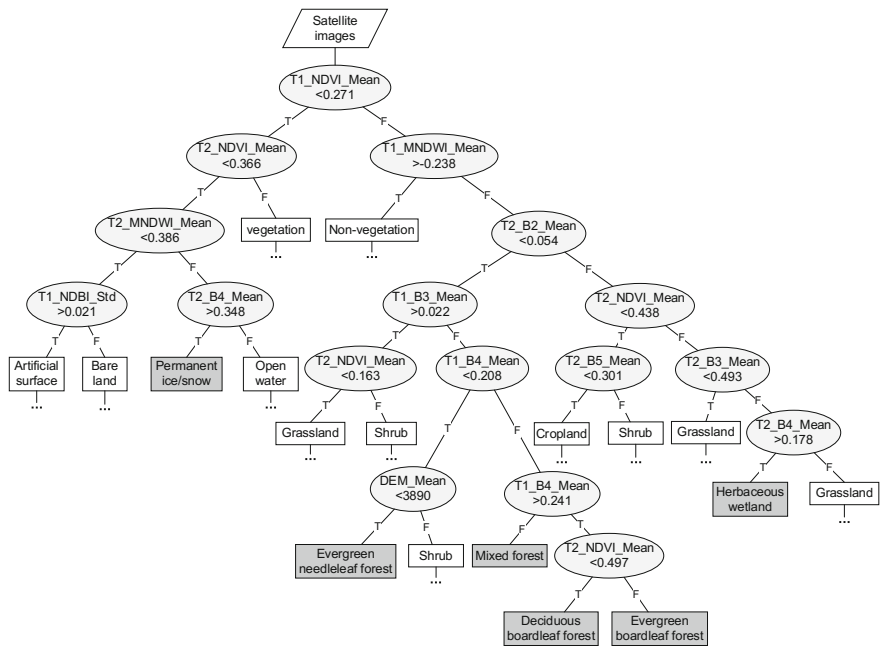 Satellite
images
T1_NDVI_Mean
<0.271
T
F
T2_NDVI_Mean
<0.366
T1_MNDWI_Mean
>-0.238
T
F
T
F
T2_MNDWI_Mean
<0.386
vegetation
...
Non-vegetation
...
T2_B2_Mean
<0.054
T
F
T
F
T1_NDBI_Std
>0.021
T2_B4_Mean
>0.348
T1_B3_Mean
>0.022
T2_NDVI_Mean
<0.438
T
F
T
F
T
F
T
F
Artificial
surface
...
Bare
land
...
Permanent
ice/snow
Open
water
...
T2_NDVI_Mean
<0.163
T1_B4_Mean
<0.208
T2_B5_Mean
<0.301
T2_B3_Mean
<0.493
T
F
T
F
T
F
T
F
Grassland
...
Shrub
...
Cropland
...
Shrub
...
Grassland
...
T2_B4_Mean
>0.178
T
F
DEM_Mean
<3890
T1_B4_Mean
>0.241
Herbaceous
wetland
Grassland
...
T
F
F
T
Evergreen
needleleaf forest
Shrub
...
Mixed forest
T2_NDVI_Mean
<0.497
T
F
Deciduous
boardleaf forest
Evergreen
boardleaf forest